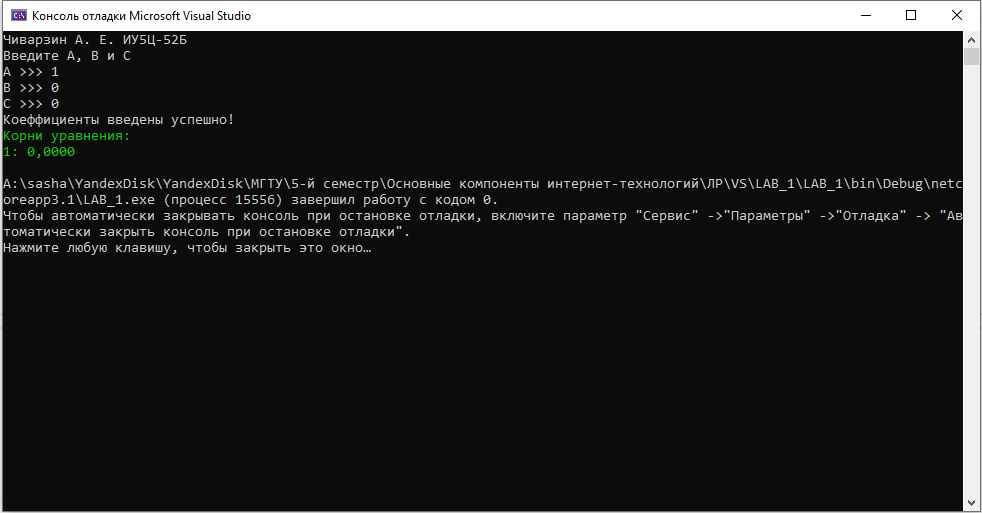 Консоль отладки Microsoft Visual Studio
Чиварзин А. Е. ИУ5Ц-52Б
Введите А, В и С
A >>> 1
B >>> 0
C >>> 0
Коеффициенты введены успешно!
Корни уравнения:
1: 0,0000
A:\sasha\YandexDisk\YandexDisk\МГТУ\5-й семестр\Основные компоненты интернет-технологий\ЛР\VS\LAB_1\LAB_1\bin\Debug\netc
oreapp3.1\LAB_1.exe (процесс 15556) завершил работу с кодом 0.
Чтобы автоматически закрывать консоль при остановке отладки, включите параметр "Сервис" ->"Параметры" ->"Отладка" -> "Ав
томатически закрыть консоль при остановке отладки".
Нажмите любую клавишу, чтобы закрыть это окно…